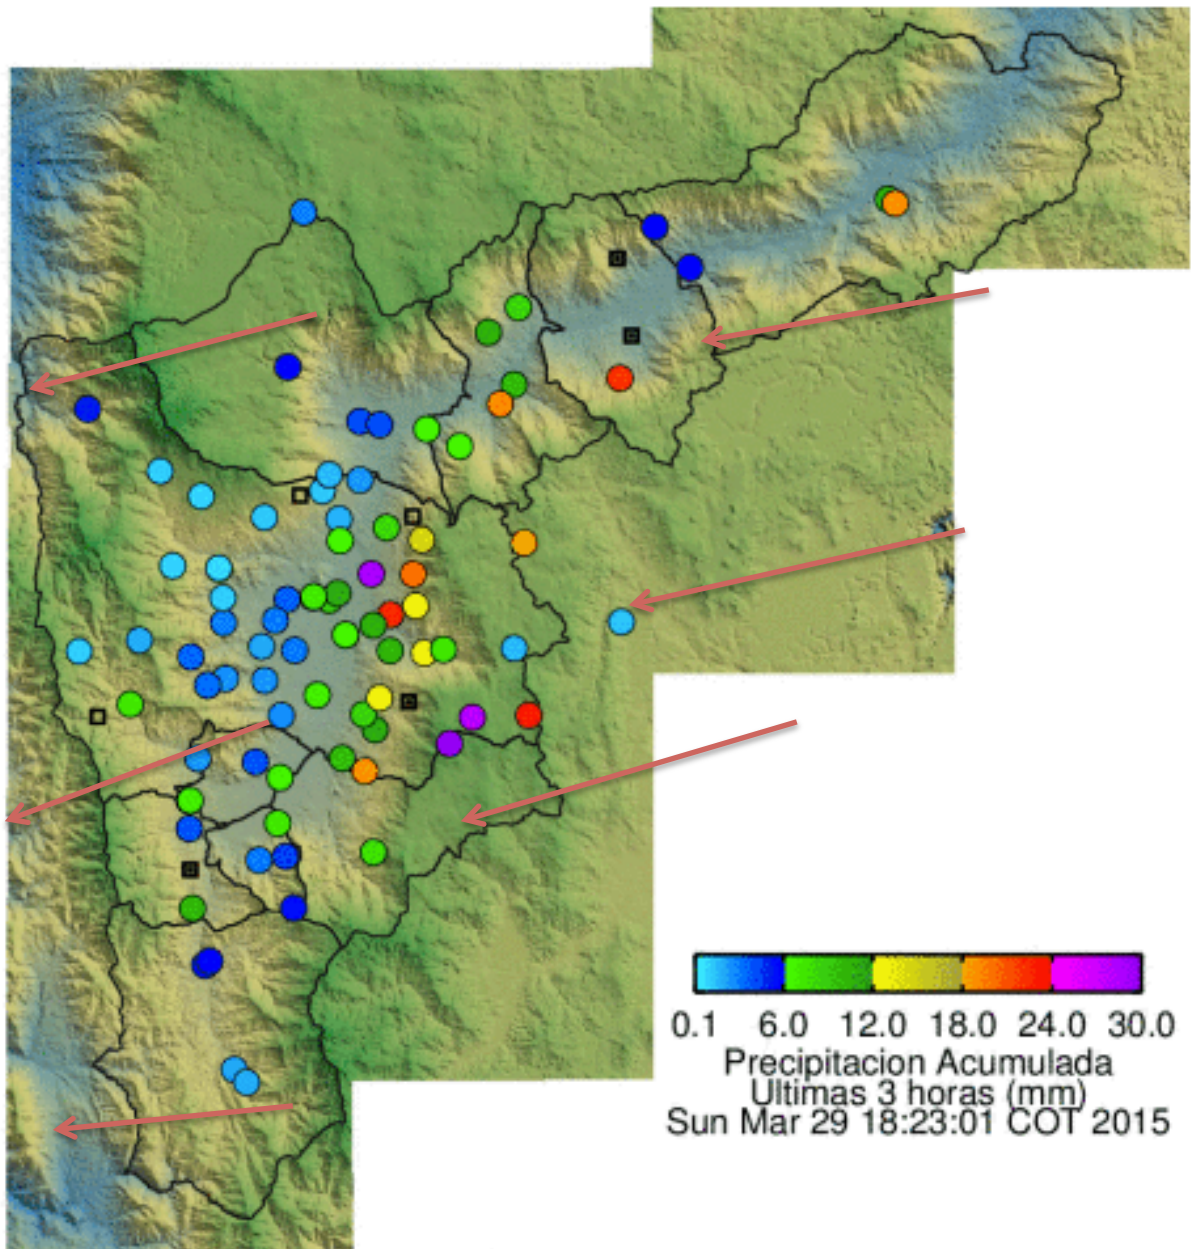 0.1 6.0 12.0 18.0 24.0 30.0
Precipitacion Acumulada
Ultimas 3 horas (mm)
Sun Mar 29 18:23:01 COT 2015